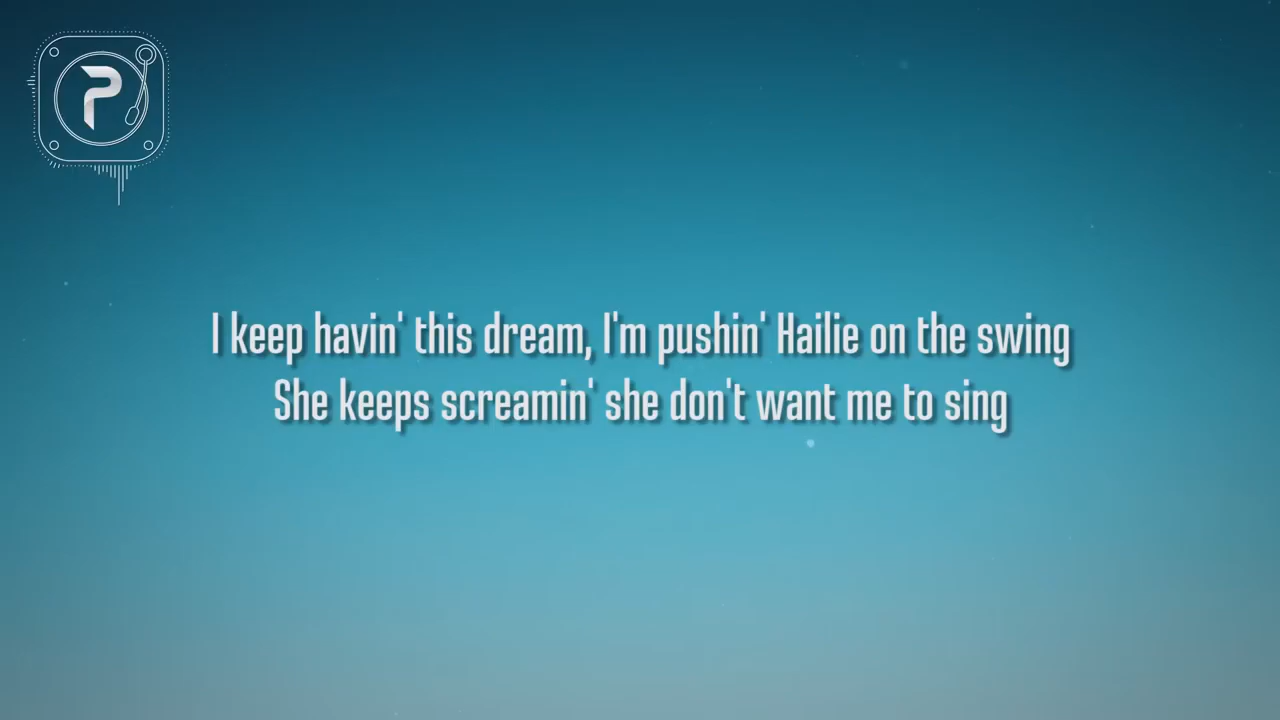 P
I keep havin' this dream, I'm pushin' Hailie on the swing
She keeps screamin' she don't want me to sing